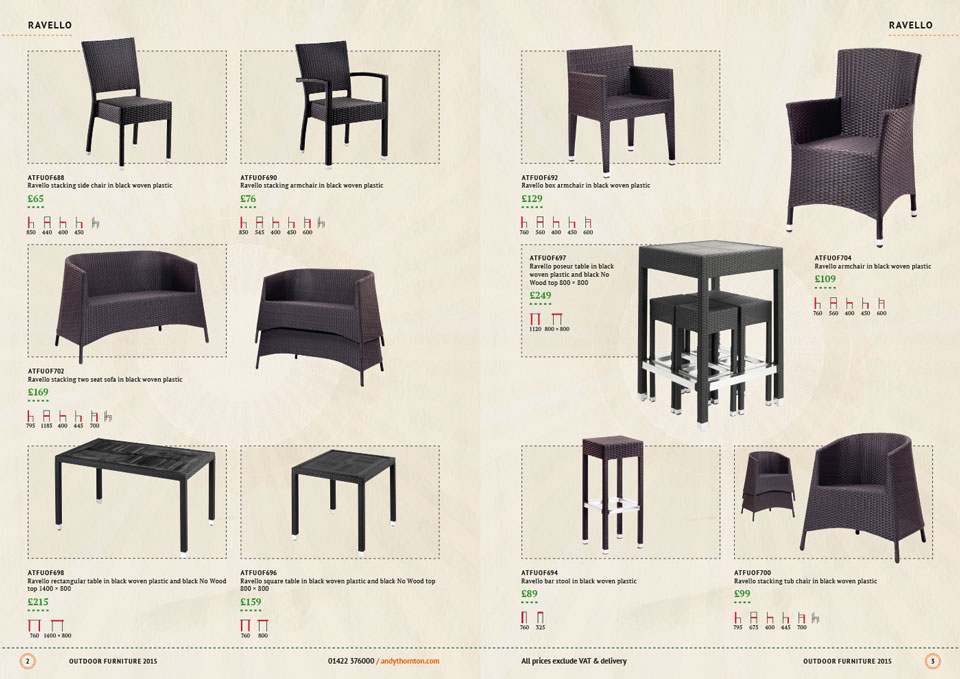 RAVELLO
ATFUOF688
Ravello stacking side chair in black woven plastic
£65
850 440 400 450
ATFUOF690
Ravello stacking armchair in black woven plastic
£76
850 545 400 450 600
ATFUOF702
Ravello stacking two seat sofa in black woven plastic
£169
795 1185 400 445 700
ATFUOF698
Ravello rectangular table in black woven plastic and black No Wood
top 1400 × 800
£215
760 1400 × 800
ATFUOF696
Ravello square table in black woven plastic and black No Wood top
800 × 800
£159
760 800
2 OUTDOOR FURNITURE 2015
01422 376000 / andythornton.com
RAVELLO
ATFUOF692
Ravello box armchair in black woven plastic
£129
760 560 400 450 600
ATFUOF697
Ravello poseur table in black
woven plastic and black No
Wood top 800 × 800
£249
1120 800 × 800
ATFUOF704
Ravello armchair in black woven plastic
£109
760 560 400 450 600
ATFUOF694
Ravello bar stool in black woven plastic
£89
760 325
ATFUOF700
Ravello stacking tub chair in black woven plastic
£99
795 675 400 445 700
All prices exclude VAT & delivery
OUTDOOR FURNITURE 2015 3